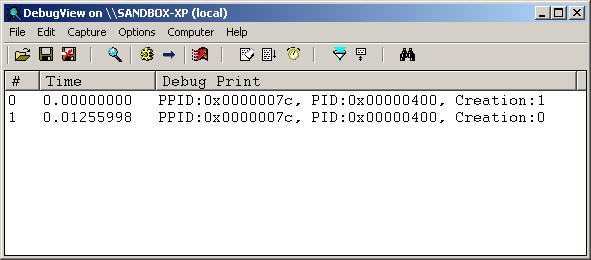 DebugView on \\SANDBOX-XP (local)
File Edit Capture Options Computer Help
# Time Debug Print
0 0.00000000 PPID:0x0000007c, PID:0x00000400, Creation:1
1 0.01255998 PPID:0x0000007c, PID:0x00000400, Creation:0